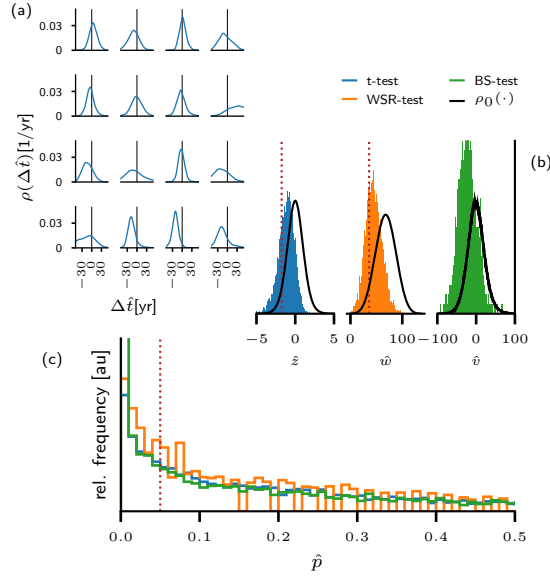 (a)
t-test
BS-test
WSR-test
ρ₀(·)
0.03
0
0.03
0
0.03
0
0.03
0
ρ(Δt̂)[1/yr]
−30 0 30 −30 0 30 −30 0 30 −30 0 30
Δt̂[yr]
(b)
−5 0 5 0 100 −100 0 100
ẑ ŵ v̂
(c)
rel. frequency [au]
0.0 0.1 0.2 0.3 0.4 0.5
p̂